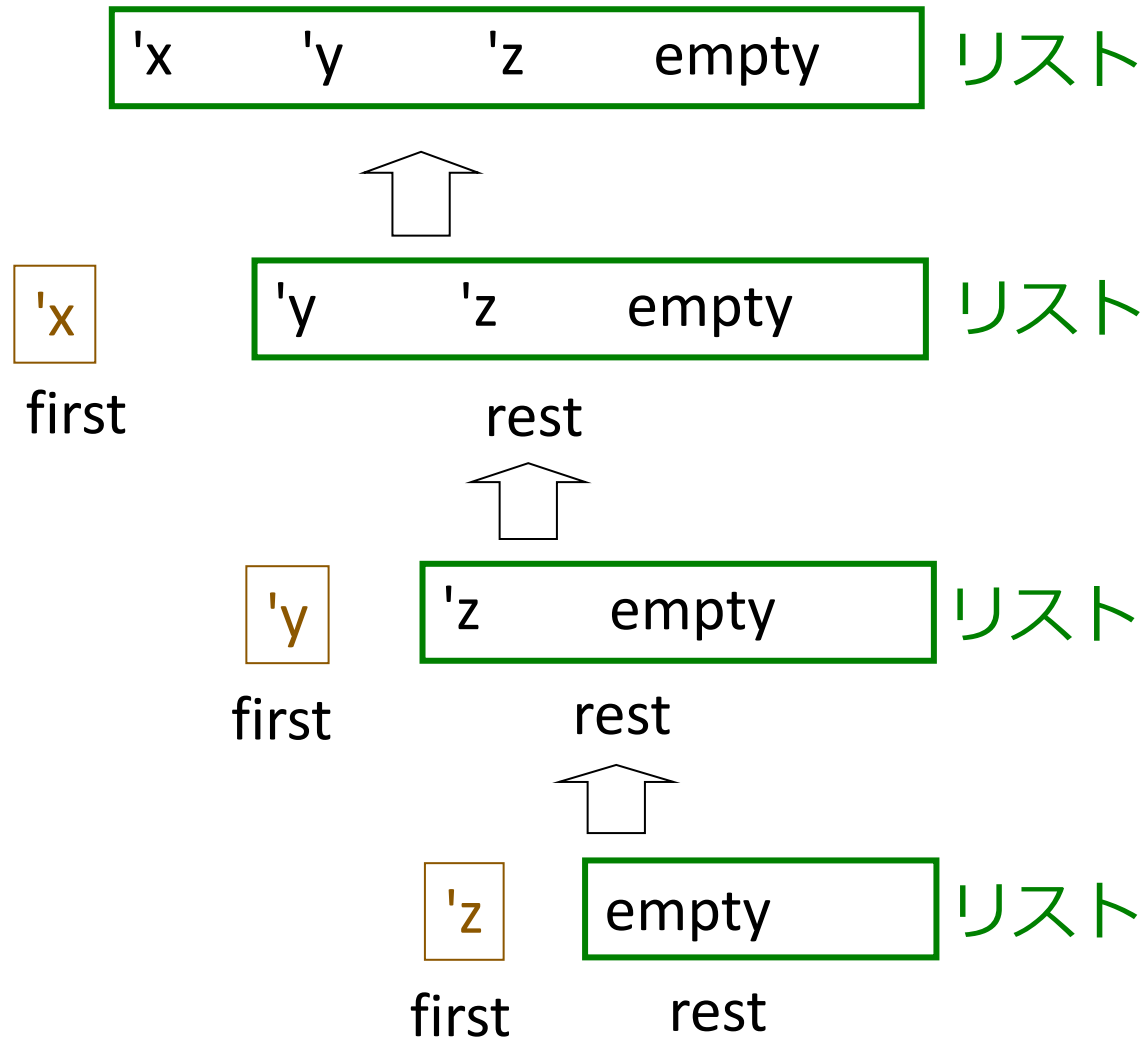 'x 'y 'z empty リスト
'x 'y 'z empty リスト
first rest
'y 'z empty リスト
first rest
'z empty リスト
first rest